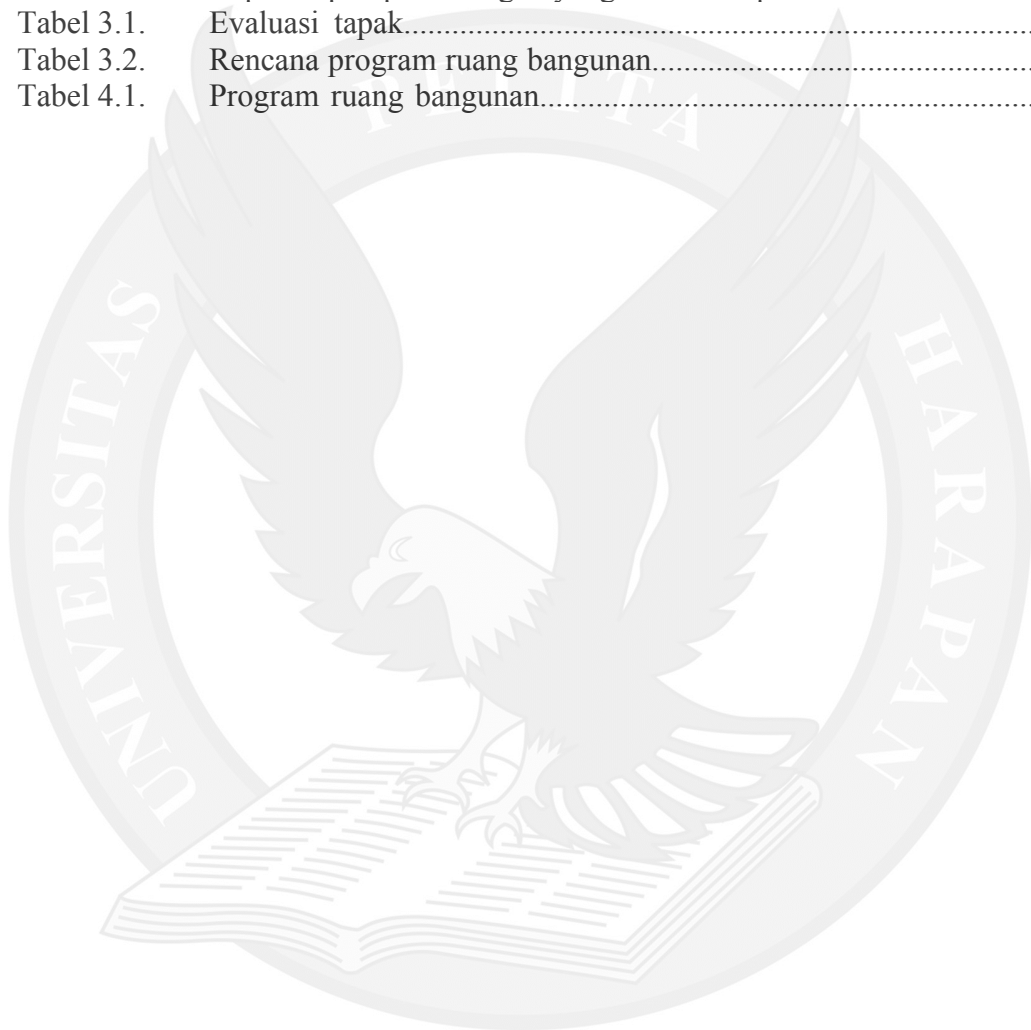 Tabel 3.1. Evaluasi tapak..........................................................................................
Tabel 3.2. Rencana program ruang bangunan..........................................................
Tabel 4.1. Program ruang bangunan........................................................................
UNIVERSITAS PELITA HARAPAN